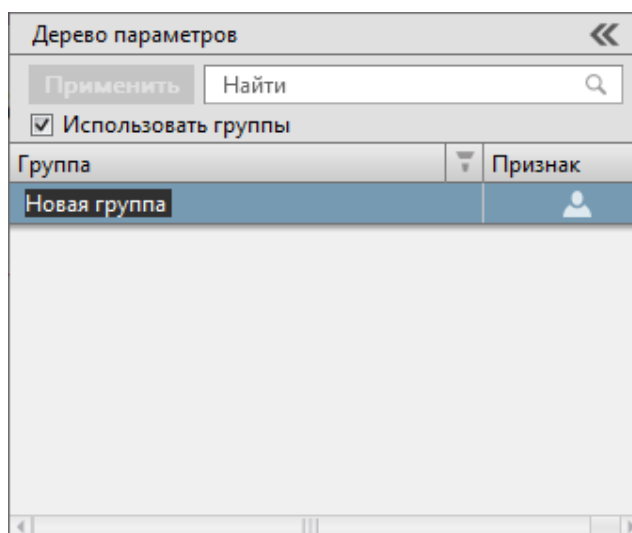 Дерево параметров
Применить Найти
Использовать группы
Группа Признак
Новая группа